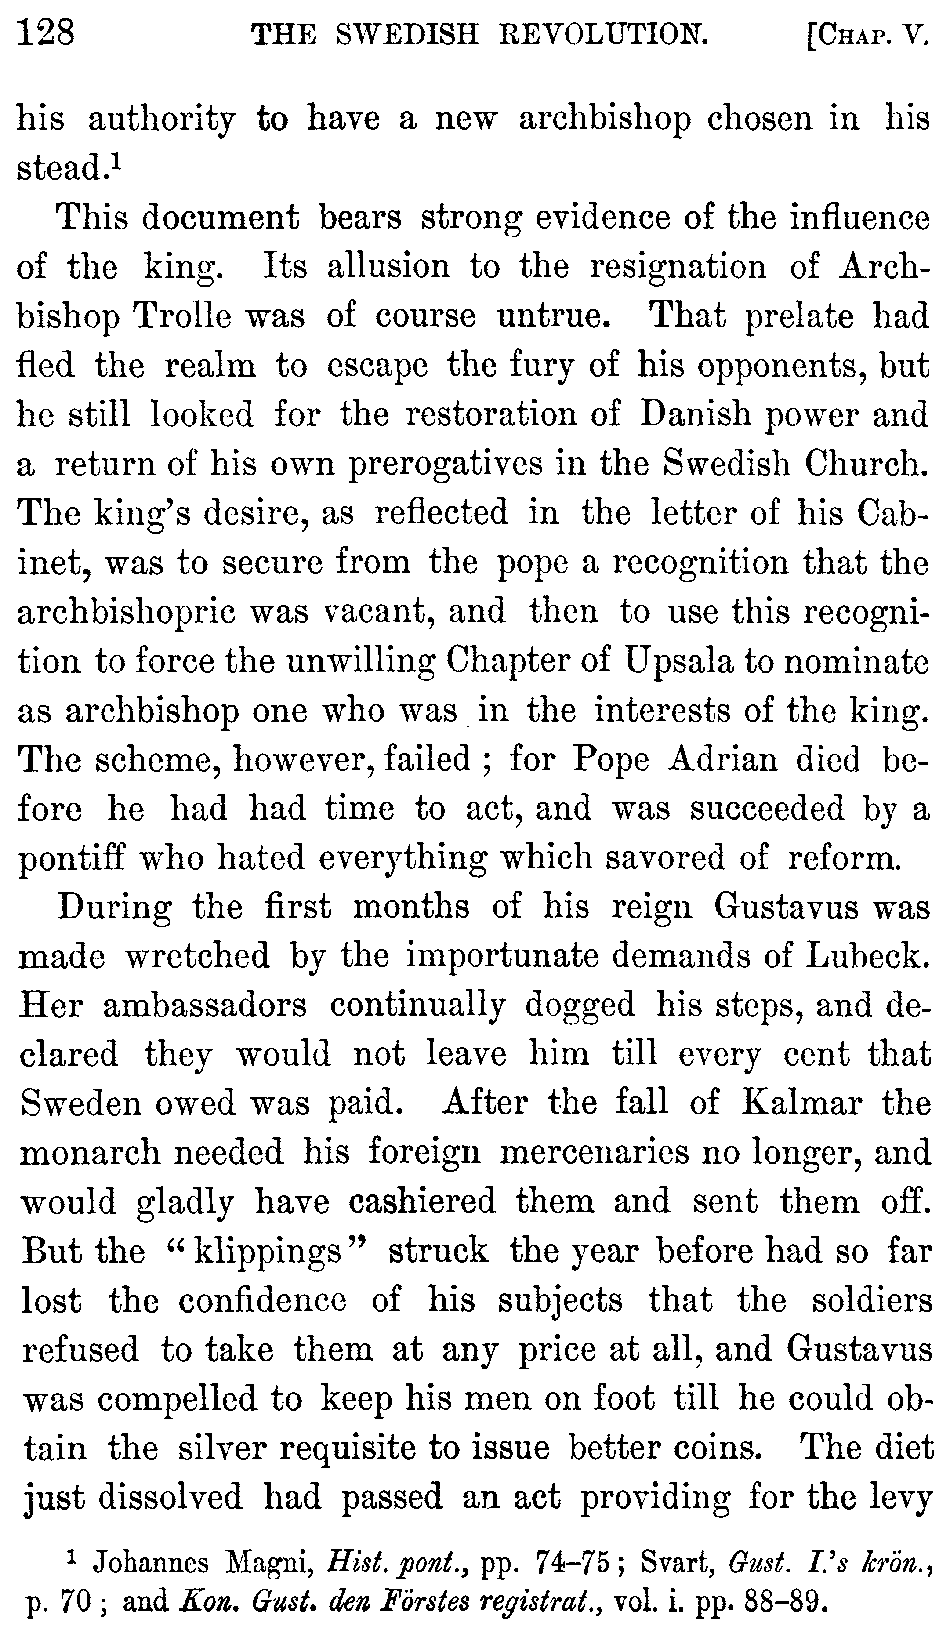 128 THE SWEDISH REVOLUTION. [CHAP. V.
his authority to have a new archbishop chosen in his
stead.¹
This document bears strong evidence of the influence
of the king. Its allusion to the resignation of Arch-
bishop Trolle was of course untrue. That prelate had
fled the realm to escape the fury of his opponents, but
he still looked for the restoration of Danish power and
a return of his own prerogatives in the Swedish Church.
The king's desire, as reflected in the letter of his Cab-
inet, was to secure from the pope a recognition that the
archbishopric was vacant, and then to use this recogni-
tion to force the unwilling Chapter of Upsala to nominate
as archbishop one who was in the interests of the king.
The scheme, however, failed ; for Pope Adrian died be-
fore he had had time to act, and was succeeded by a
pontiff who hated everything which savored of reform.
During the first months of his reign Gustavus was
made wretched by the importunate demands of Lubeck.
Her ambassadors continually dogged his steps, and de-
clared they would not leave him till every cent that
Sweden owed was paid. After the fall of Kalmar the
monarch needed his foreign mercenaries no longer, and
would gladly have cashiered them and sent them off.
But the "klippings" struck the year before had so far
lost the confidence of his subjects that the soldiers
refused to take them at any price at all, and Gustavus
was compelled to keep his men on foot till he could ob-
tain the silver requisite to issue better coins. The diet
just dissolved had passed an act providing for the levy
¹ Johannes Magni, Hist. pont., pp. 74-75 ; Svart, Gust. I.'s krön.,
p. 70 ; and Kon. Gust. den Förstes registrat., vol. i. pp. 88-89.